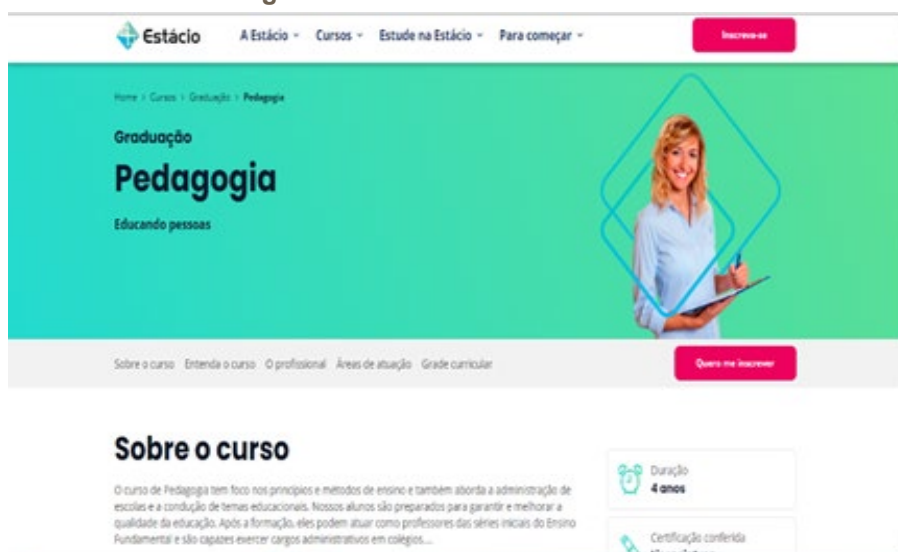 Estácio
A Estácio Cursos Estude na Estácio Para começar Inscreva-se
Home > Cursos > Graduação > Pedagogia
Graduação
Pedagogia
Educando pessoas
Sobre o curso Entenda o curso O profissional Áreas de atuação Grade curricular Quero me inscrever
Sobre o curso
O curso de Pedagogia tem foco nos princípios e métodos de ensino e também aborda a administração de
escolas e a condução de temas educacionais. Nossos alunos são preparados para garantir e melhorar a
qualidade da educação. Após a formação, eles podem atuar como professores das séries iniciais do Ensino
Fundamental e são capazes exercer cargos administrativos em colégios....
Duração
4 anos
Certificação conferida